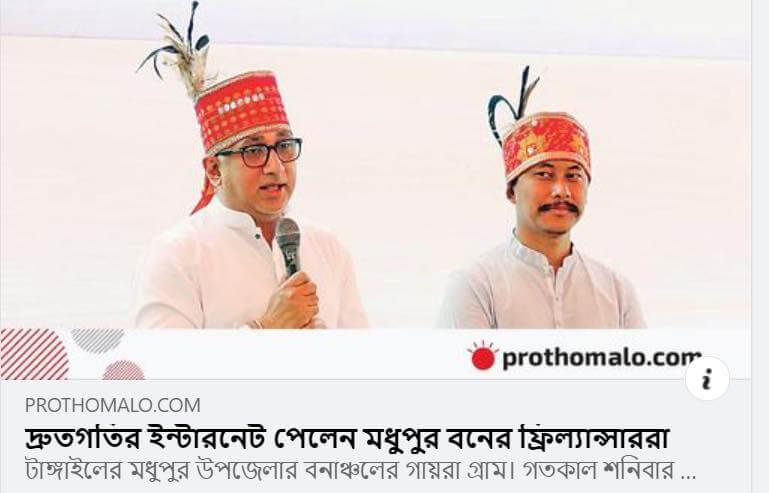 prothomalo.com
PROTHOMALO.COM
দ্রুতগতির ইন্টারনেট পেলেন মধুপুর বনের ফ্রিল্যান্সাররা
টাঙ্গাইলের মধুপুর উপজেলার বনাঞ্চলের গায়রা গ্রাম। গতকাল শনিবার ...